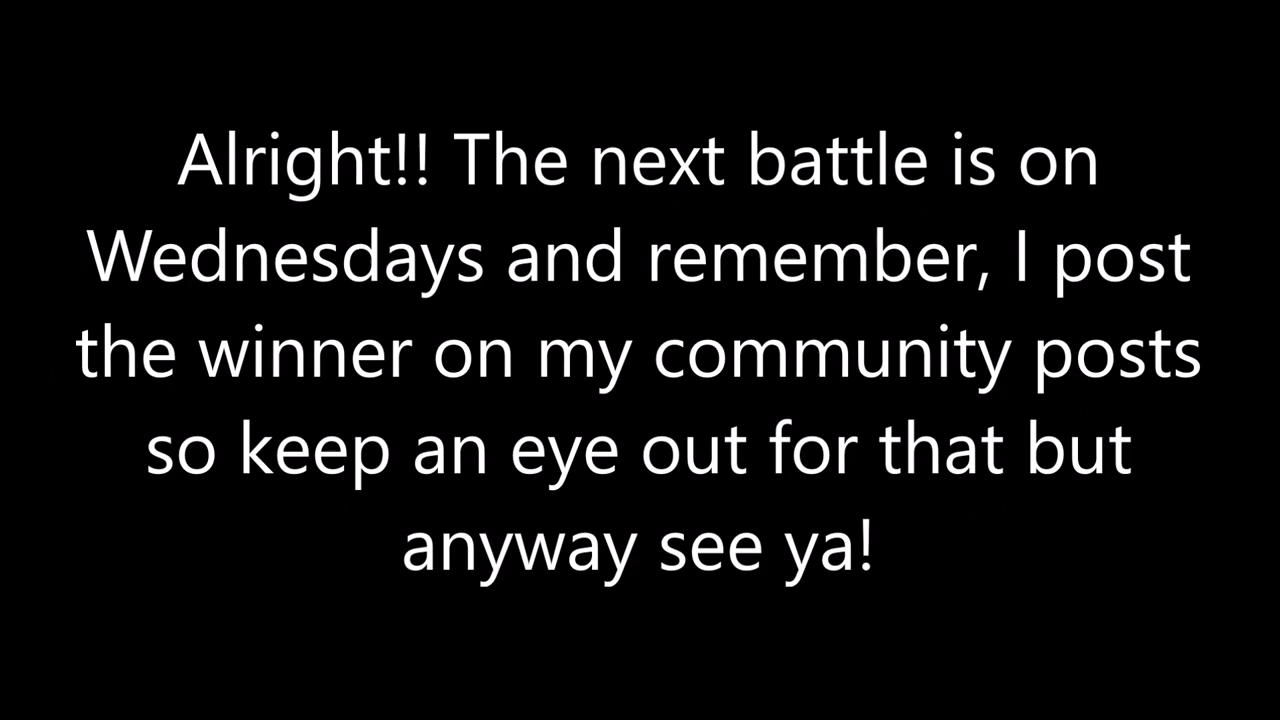 Alright!! The next battle is on
Wednesdays and remember, I post
the winner on my community posts
so keep an eye out for that but
anyway see ya!